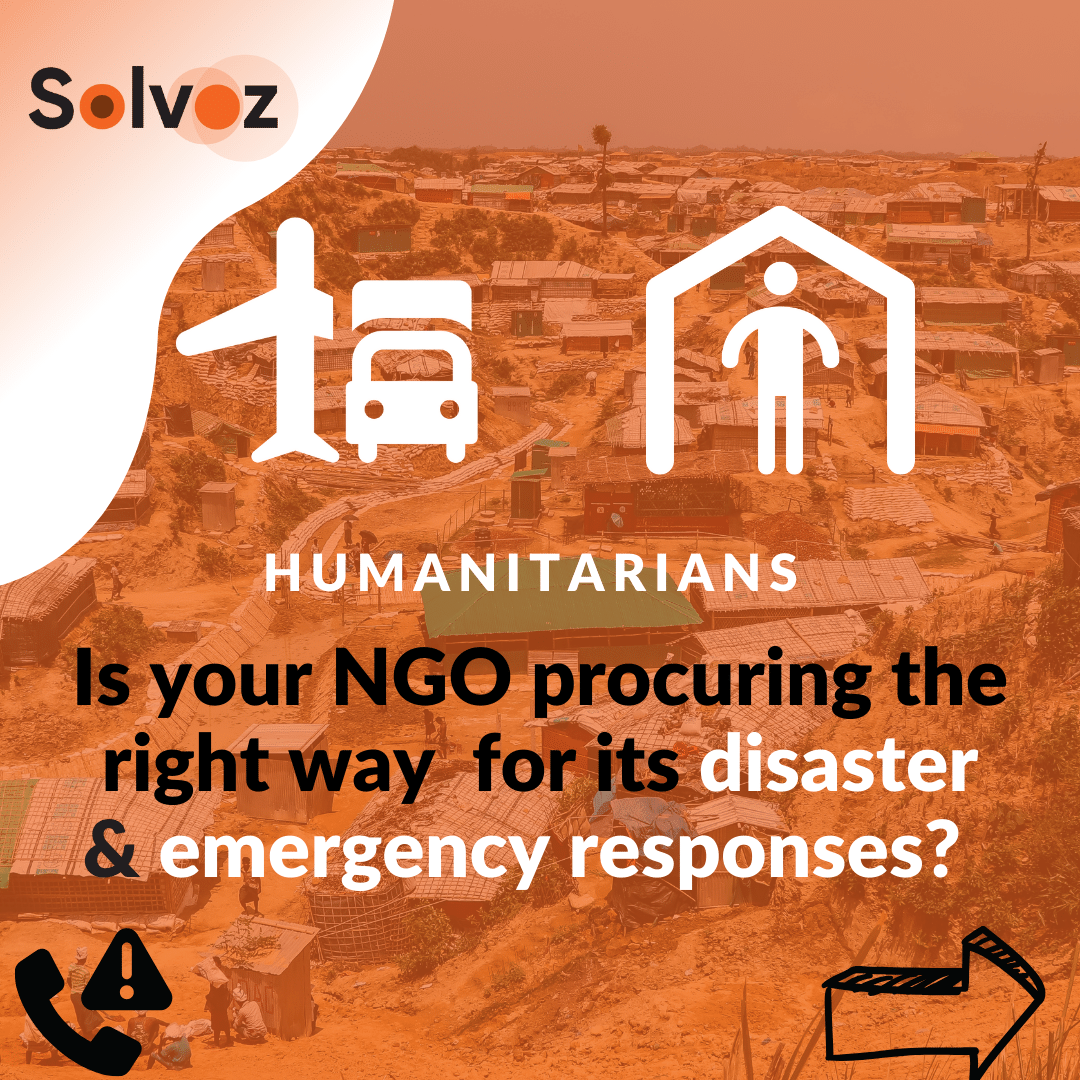 Solvoz
HUMANITARIANS
Is your NGO procuring the
right way for its disaster
& emergency responses?